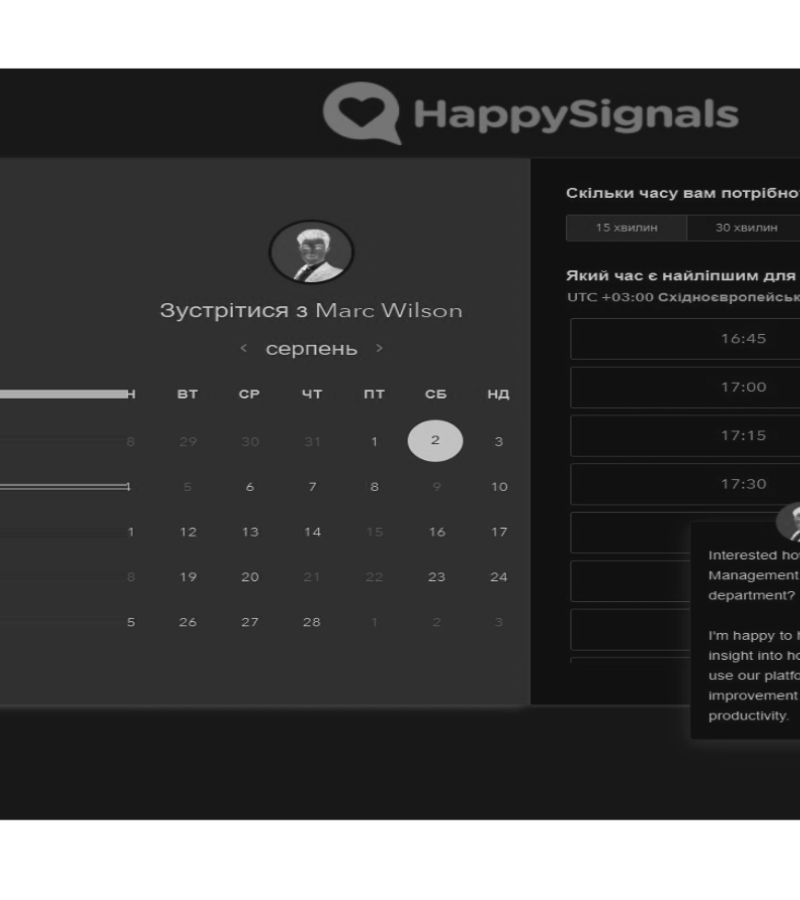 HappySignals
Зустрітися з Marc Wilson
< серпень >
Н ВТ СР ЧТ ПТ СБ НД
8 29 30 31 1 2 3
4 5 6 7 8 9 10
1 12 13 14 15 16 17
8 19 20 21 22 23 24
5 26 27 28 1 2 3
Скільки часу вам потрібно
15 хвилин 30 хвилин
Який час є найліпшим для
UTC +03:00 Східноєвропейськ
16:45
17:00
17:15
17:30
Interested ho
Management
department?
I'm happy to h
insight into ho
use our platfo
improvement
productivity.